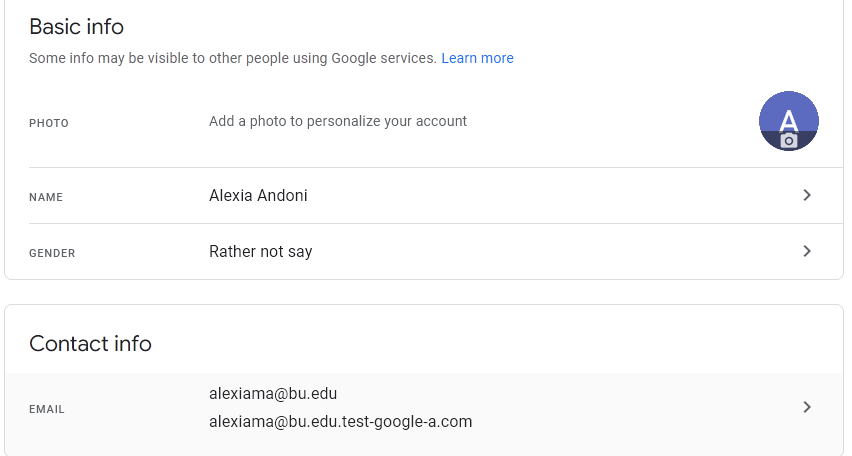 Basic info
Some info may be visible to other people using Google services. Learn more
PHOTO
Add a photo to personalize your account
A
NAME
Alexia Andoni
GENDER
Rather not say
Contact info
EMAIL
alexiama@bu.edu
alexiama@bu.edu.test-google-a.com